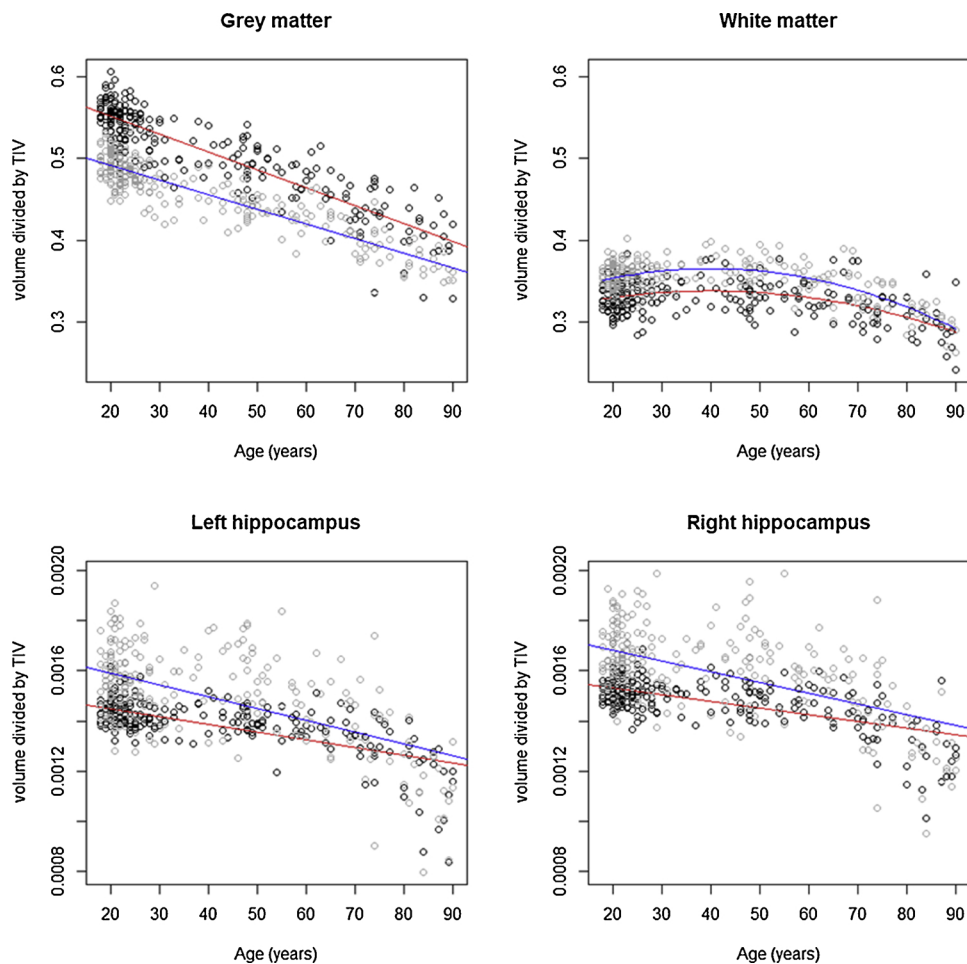 Grey matter
White matter
volume divided by TIV
0.6
0.5
0.4
0.3
20 30 40 50 60 70 80 90
Age (years)
volume divided by TIV
0.6
0.5
0.4
0.3
20 30 40 50 60 70 80 90
Age (years)
Left hippocampus
Right hippocampus
volume divided by TIV
0.0020
0.0016
0.0012
0.0008
20 30 40 50 60 70 80 90
Age (years)
volume divided by TIV
0.0020
0.0016
0.0012
0.0008
20 30 40 50 60 70 80 90
Age (years)